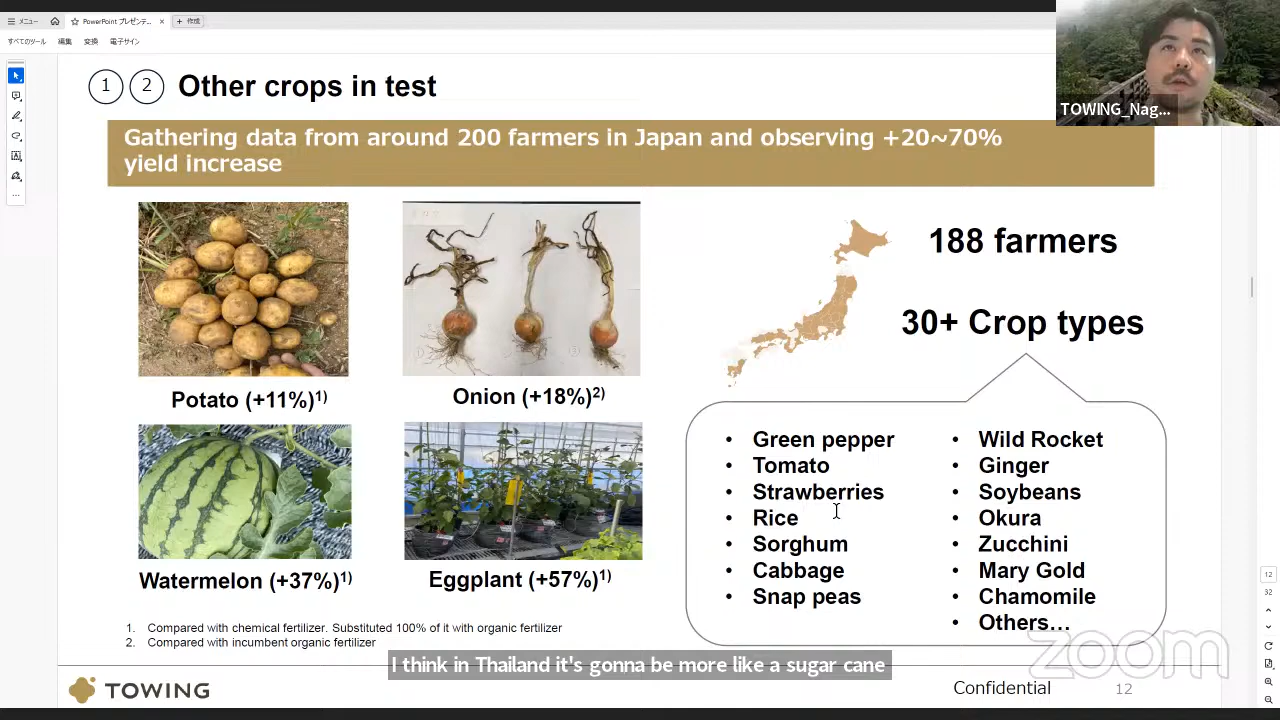 メニュー
PowerPoint プレゼンテ...
× + 作成
すべてのツール 編集 変換 電子サイン
TOWING_Nag...
1 2 Other crops in test
Gathering data from around 200 farmers in Japan and observing +20~70%
yield increase
188 farmers
30+ Crop types
Potato (+11%)1)
Onion (+18%)2)
Watermelon (+37%)1)
Eggplant (+57%)1)
• Green pepper
• Tomato
• Strawberries
• Rice
• Sorghum
• Cabbage
• Snap peas
• Wild Rocket
• Ginger
• Soybeans
• Okura
• Zucchini
• Mary Gold
• Chamomile
• Others…
1. Compared with chemical fertilizer. Substituted 100% of it with organic fertilizer
2. Compared with incumbent organic fertilizer
I think in Thailand it's gonna be more like a sugar cane
TOWING
Confidential 12
zoom
12
32